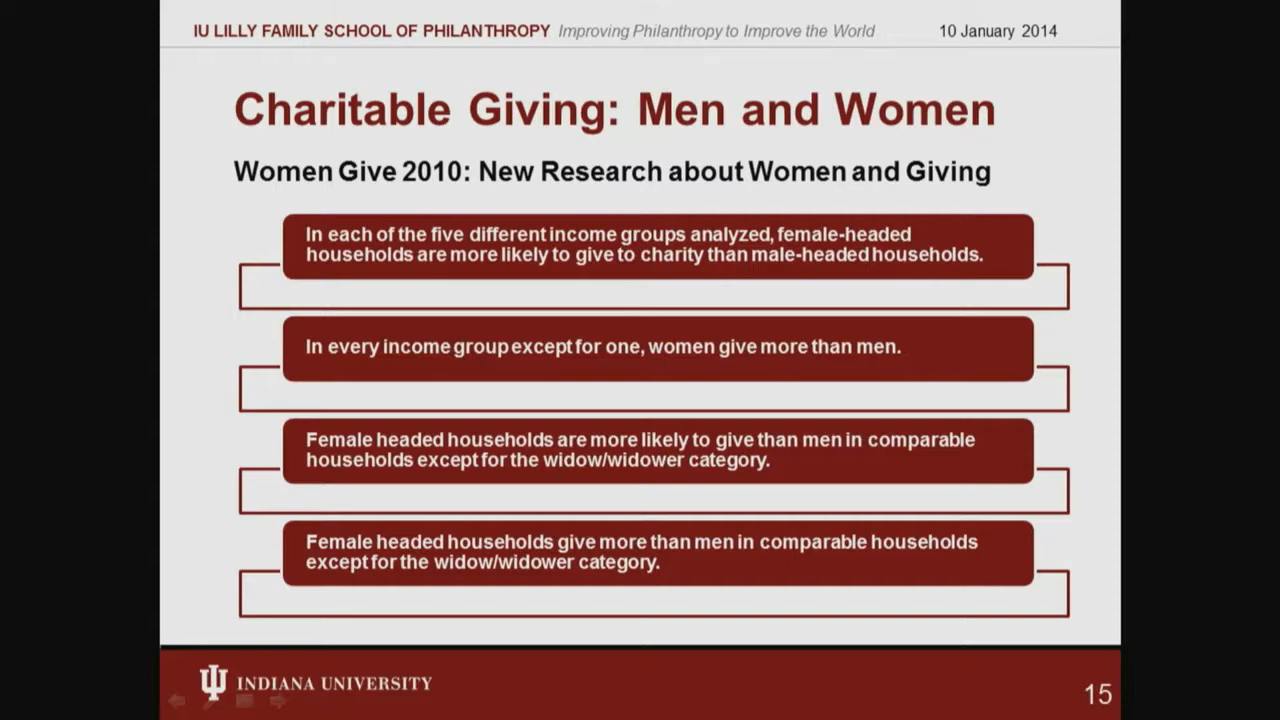 IU LILLY FAMILY SCHOOL OF PHILANTHROPY Improving Philanthropy to Improve the World 10 January 2014
Charitable Giving: Men and Women
Women Give 2010: New Research about Women and Giving
In each of the five different income groups analyzed, female-headed
households are more likely to give to charity than male-headed households.
In every income group except for one, women give more than men.
Female headed households are more likely to give than men in comparable
households except for the widow/widower category.
Female headed households give more than men in comparable households
except for the widow/widower category.
INDIANA UNIVERSITY
15